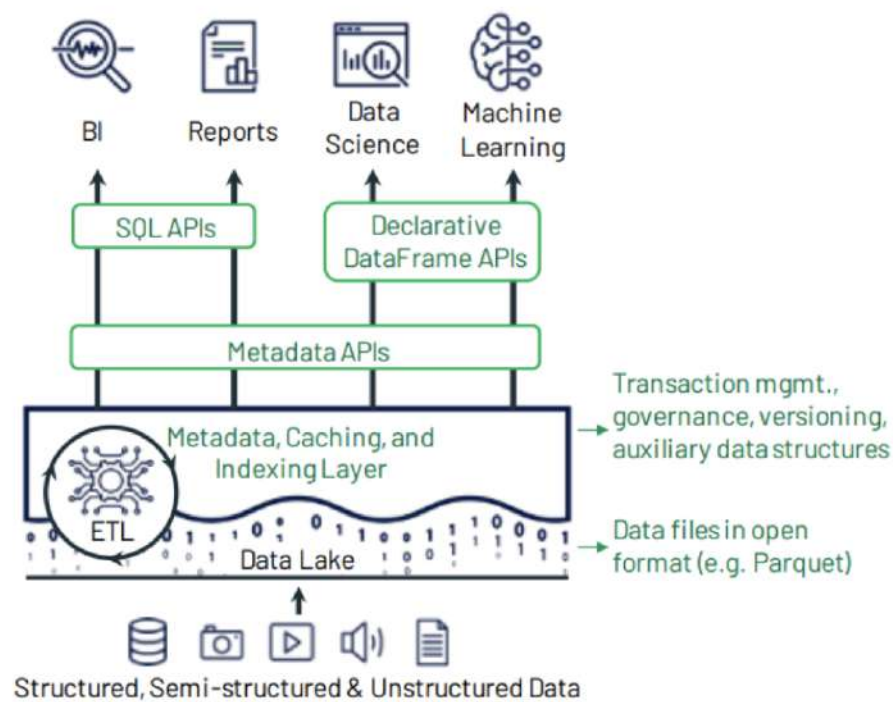 BI
Reports
Data
Science
Machine
Learning
SQL APIs
Declarative
DataFrame APIs
Metadata APIs
Metadata, Caching, and
Indexing Layer
Transaction mgmt.,
governance, versioning,
auxiliary data structures
ETL
Data Lake
Data files in open
format (e.g. Parquet)
Structured, Semi-structured & Unstructured Data